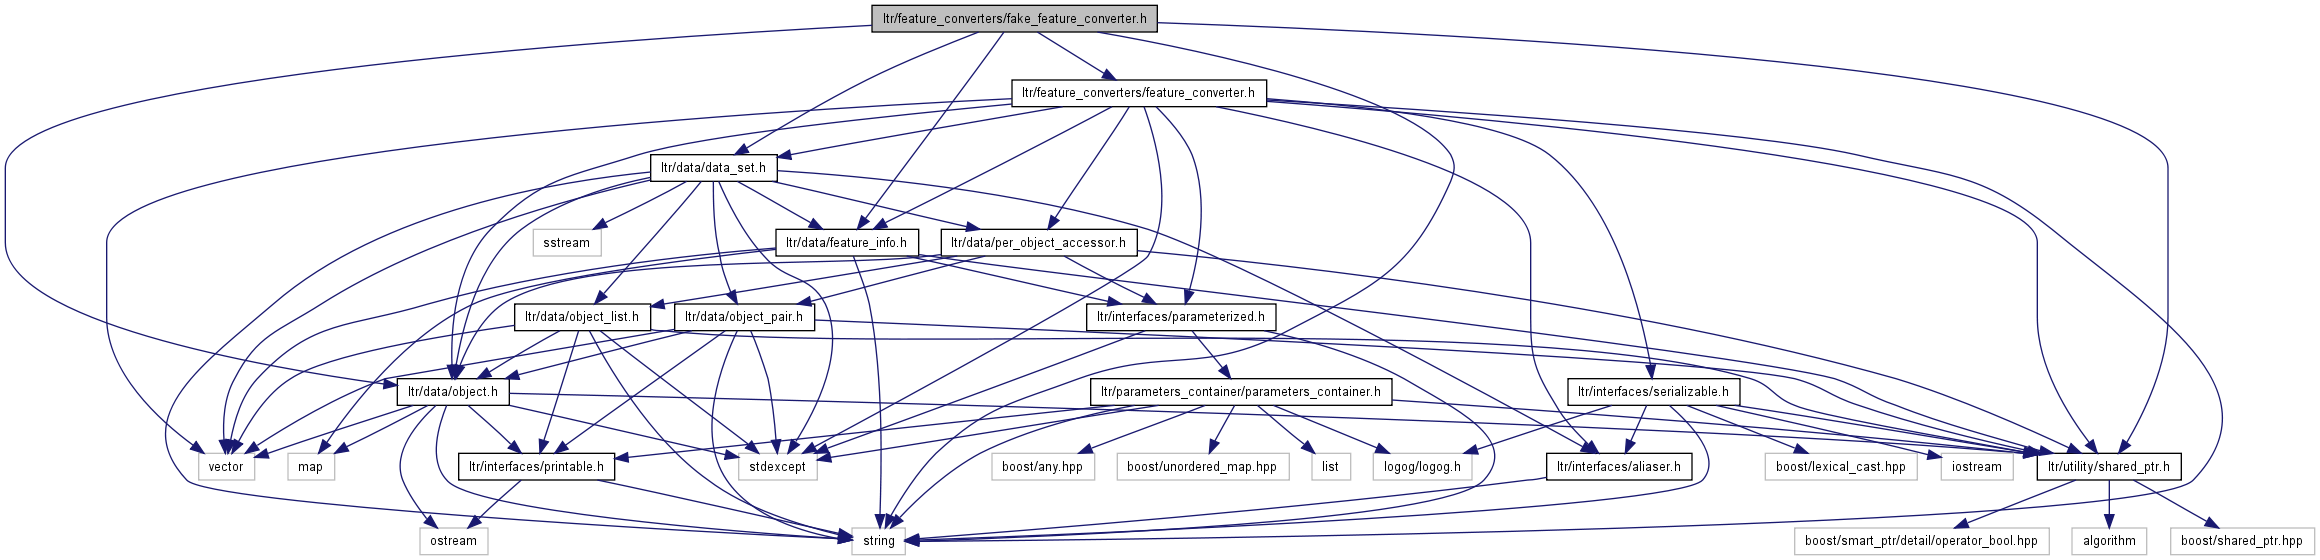 ltr/feature_converters/fake_feature_converter.h
ltr/feature_converters/feature_converter.h
ltr/data/data_set.h
sstream
ltr/data/feature_info.h
ltr/data/per_object_accessor.h
ltr/data/object_list.h
ltr/data/object_pair.h
ltr/interfaces/parameterized.h
ltr/data/object.h
ltr/parameters_container/parameters_container.h
ltr/interfaces/serializable.h
vector
map
ltr/interfaces/printable.h
stdexcept
boost/any.hpp
boost/unordered_map.hpp
list
logog/logog.h
ltr/interfaces/aliaser.h
boost/lexical_cast.hpp
iostream
ltr/utility/shared_ptr.h
ostream
string
boost/smart_ptr/detail/operator_bool.hpp
algorithm
boost/shared_ptr.hpp